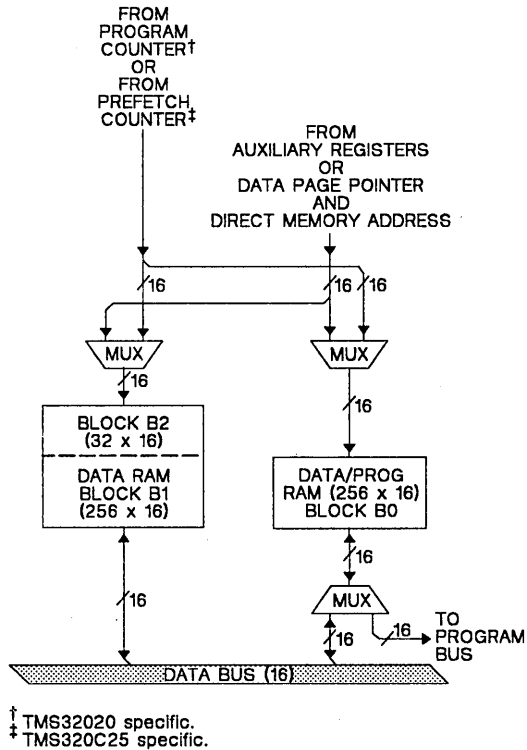 FROM
PROGRAM
COUNTER†
OR
FROM
PREFETCH
COUNTER‡
FROM
AUXILIARY REGISTERS
OR
DATA PAGE POINTER
AND
DIRECT MEMORY ADDRESS
16
16
16
MUX
MUX
16
16
BLOCK B2
(32 x 16)
DATA RAM
BLOCK B1
(256 x 16)
DATA/PROG
RAM (256 x 16)
BLOCK B0
16
16
MUX
16
16
TO
PROGRAM
BUS
DATA BUS (16)
† TMS32020 specific.
‡ TMS320C25 specific.